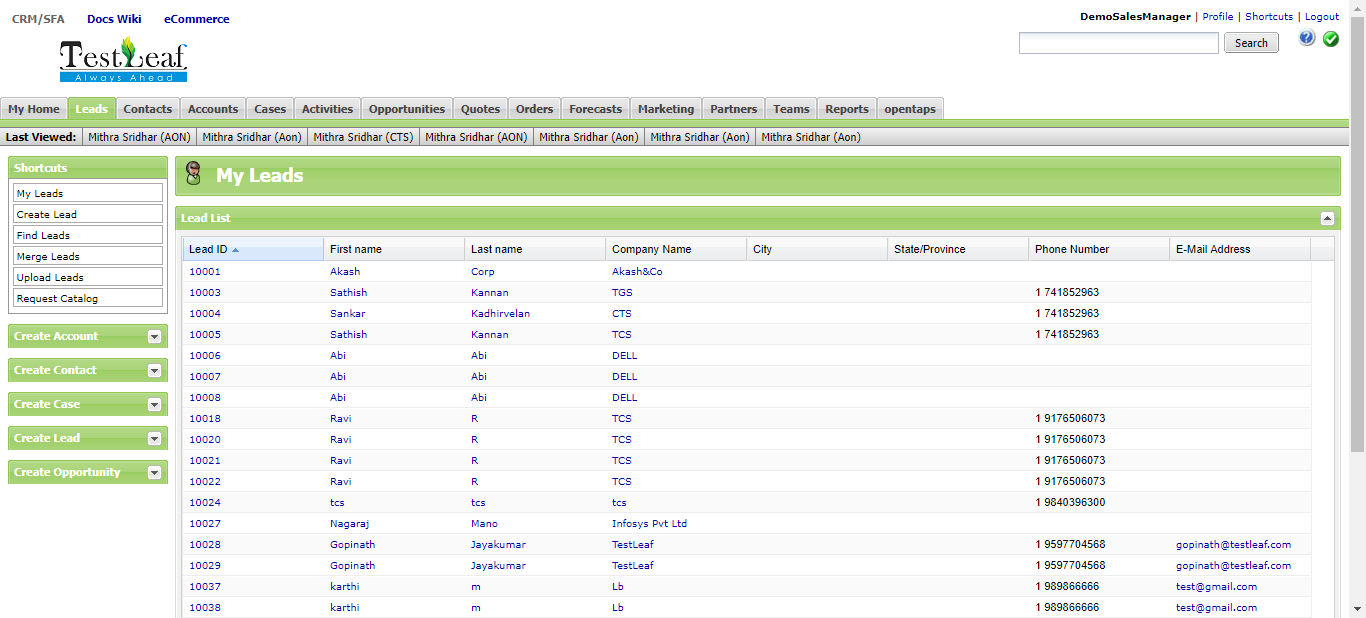 CRM/SFA Docs Wiki eCommerce
DemoSalesManager | Profile | Shortcuts | Logout
TestLeaf
Always Ahead
Search
My Home Leads Contacts Accounts Cases Activities Opportunities Quotes Orders Forecasts Marketing Partners Teams Reports opentaps
Last Viewed: Mithra Sridhar (AON) Mithra Sridhar (Aon) Mithra Sridhar (CTS) Mithra Sridhar (AON) Mithra Sridhar (Aon) Mithra Sridhar (Aon) Mithra Sridhar (Aon)
Shortcuts
My Leads
Create Lead
Find Leads
Merge Leads
Upload Leads
Request Catalog
Create Account
Create Contact
Create Case
Create Lead
Create Opportunity
My Leads
Lead List
Lead ID First name Last name Company Name City State/Province Phone Number E-Mail Address
10001 Akash Corp Akash&Co
10003 Sathish Kannan TGS 1 741852963
10004 Sankar Kadhirvelan CTS 1 741852963
10005 Sathish Kannan TCS 1 741852963
10006 Abi Abi DELL
10007 Abi Abi DELL
10008 Abi Abi DELL
10018 Ravi R TCS 1 9176506073
10020 Ravi R TCS 1 9176506073
10021 Ravi R TCS 1 9176506073
10022 Ravi R TCS 1 9176506073
10024 tcs tcs tcs 1 9840396300
10027 Nagaraj Mano Infosys Pvt Ltd
10028 Gopinath Jayakumar TestLeaf 1 9597704568 gopinath@testleaf.com
10029 Gopinath Jayakumar TestLeaf 1 9597704568 gopinath@testleaf.com
10037 karthi m Lb 1 989866666 test@gmail.com
10038 karthi m Lb 1 989866666 test@gmail.com